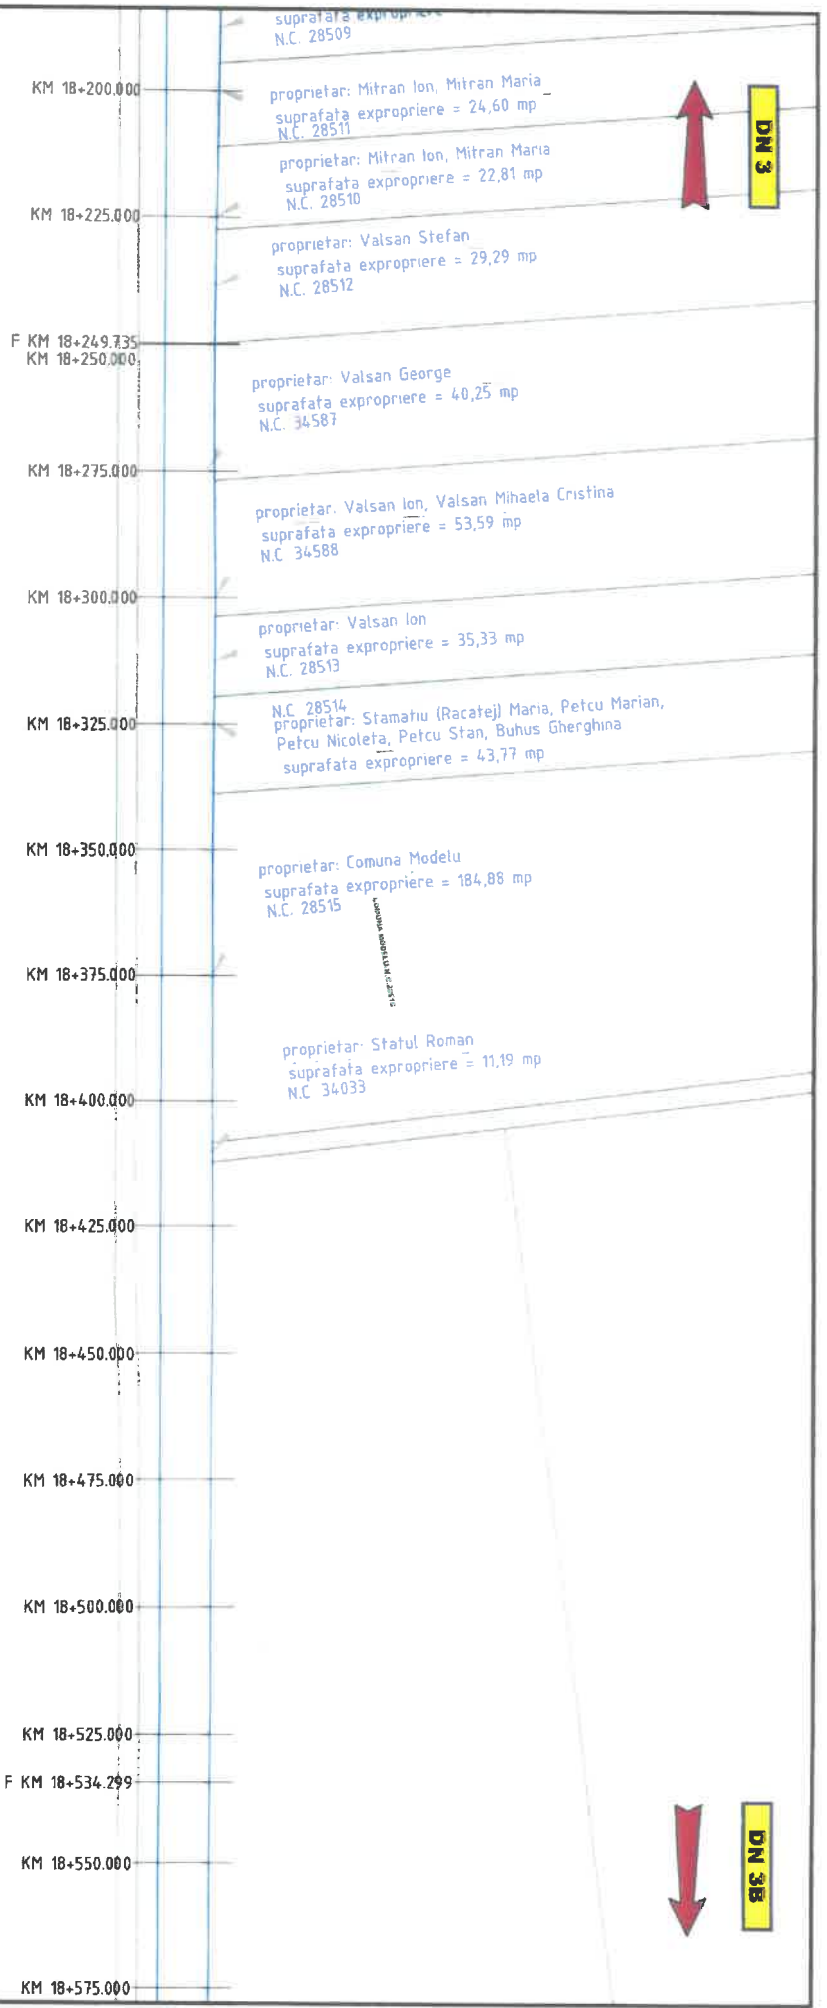 suprafata expropriere
N.C. 28509
KM 18+200.000
proprietar: Mitran Ion, Mitran Maria
suprafata expropriere = 24,60 mp
N.C. 28511
DN 3
proprietar: Mitran Ion, Mitran Maria
suprafata expropriere = 22,81 mp
N.C. 28510
KM 18+225.000
proprietar: Valsan Stefan
suprafata expropriere = 29,29 mp
N.C. 28512
F KM 18+249.735
KM 18+250.000
proprietar: Valsan George
suprafata expropriere = 40,25 mp
N.C. 34587
KM 18+275.000
proprietar: Valsan Ion, Valsan Mihaela Cristina
suprafata expropriere = 53,59 mp
N.C 34588
KM 18+300.000
proprietar: Valsan Ion
suprafata expropriere = 35,33 mp
N.C. 28513
N.C 28514
KM 18+325.000
proprietar: Stamatiu (Racatej) Maria, Petcu Marian,
Petcu Nicoleta, Petcu Stan, Buhus Gherghina
suprafata expropriere = 43,77 mp
KM 18+350.000
proprietar: Comuna Modelu
suprafata expropriere = 184,88 mp
N.C. 28515
COMUNA MODELU N.C.28515
KM 18+375.000
proprietar: Statul Roman
suprafata expropriere = 11,19 mp
N.C 34033
KM 18+400.000
KM 18+425.000
KM 18+450.000
KM 18+475.000
KM 18+500.000
KM 18+525.000
F KM 18+534.299
DN 3B
KM 18+550.000
KM 18+575.000